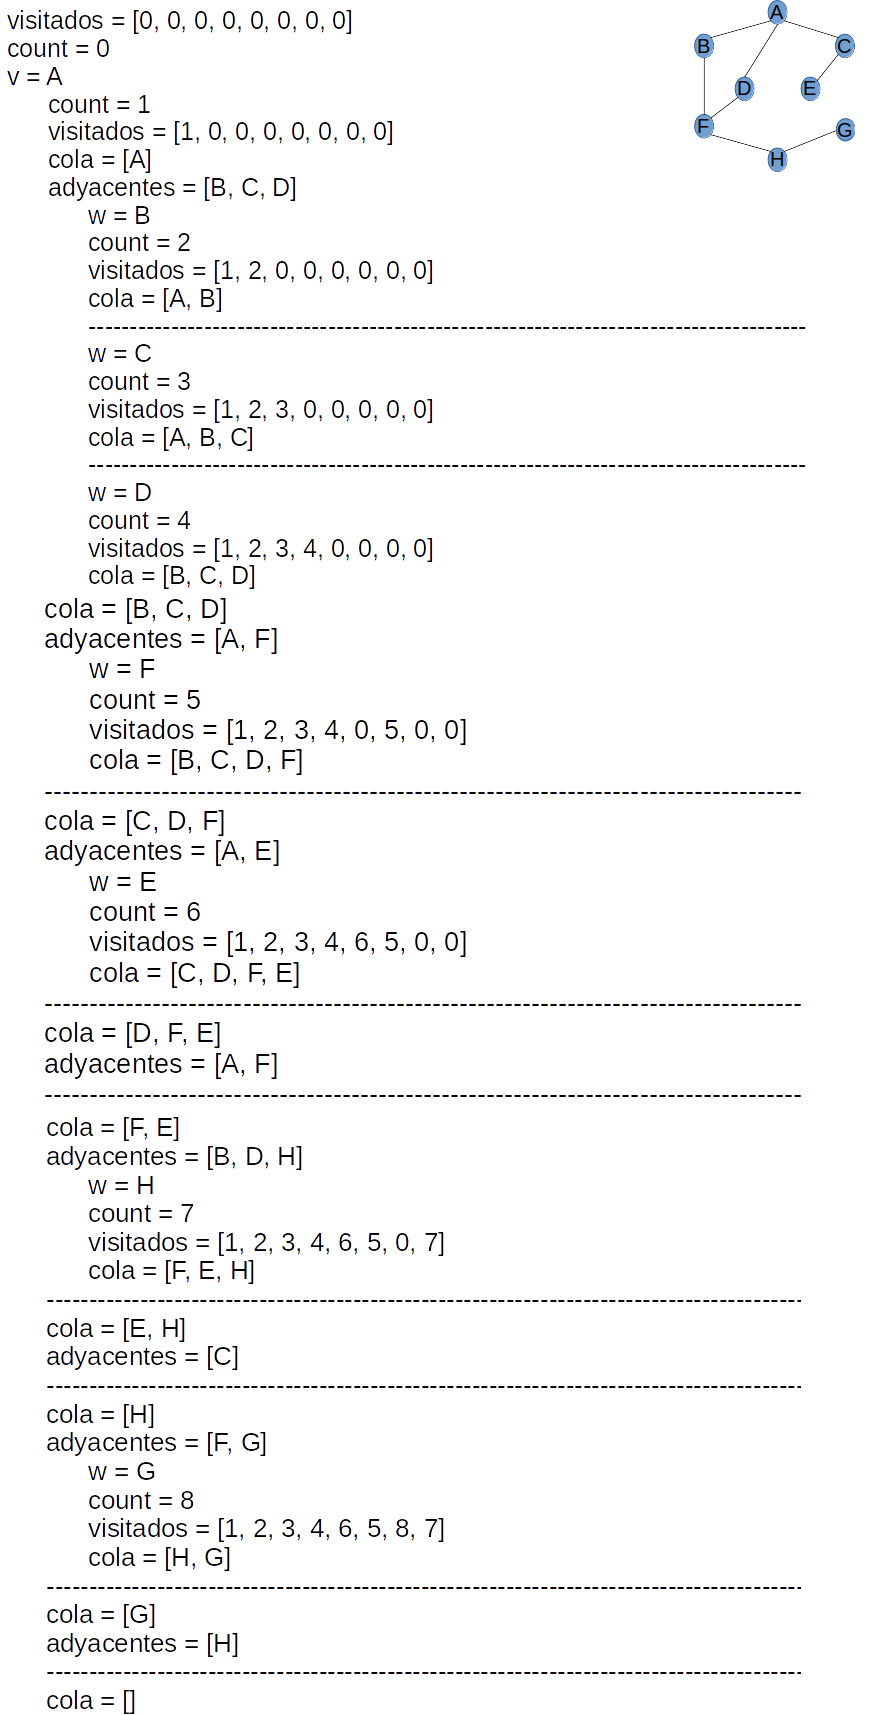 visitados = [0, 0, 0, 0, 0, 0, 0, 0]
count = 0
v = A
count = 1
visitados = [1, 0, 0, 0, 0, 0, 0, 0]
cola = [A]
adyacentes = [B, C, D]
w = B
count = 2
visitados = [1, 2, 0, 0, 0, 0, 0, 0]
cola = [A, B]
w = C
count = 3
visitados = [1, 2, 3, 0, 0, 0, 0, 0]
cola = [A, B, C]
w = D
count = 4
visitados = [1, 2, 3, 4, 0, 0, 0, 0]
cola = [B, C, D]
cola = [B, C, D]
adyacentes = [A, F]
w = F
count = 5
visitados = [1, 2, 3, 4, 0, 5, 0, 0]
cola = [B, C, D, F]
cola = [C, D, F]
adyacentes = [A, E]
w = E
count = 6
visitados = [1, 2, 3, 4, 6, 5, 0, 0]
cola = [C, D, F, E]
cola = [D, F, E]
adyacentes = [A, F]
cola = [F, E]
adyacentes = [B, D, H]
w = H
count = 7
visitados = [1, 2, 3, 4, 6, 5, 0, 7]
cola = [F, E, H]
cola = [E, H]
adyacentes = [C]
cola = [H]
adyacentes = [F, G]
w = G
count = 8
visitados = [1, 2, 3, 4, 6, 5, 8, 7]
cola = [H, G]
cola = [G]
adyacentes = [H]
cola = []
A
B
C
D
E
F
G
H